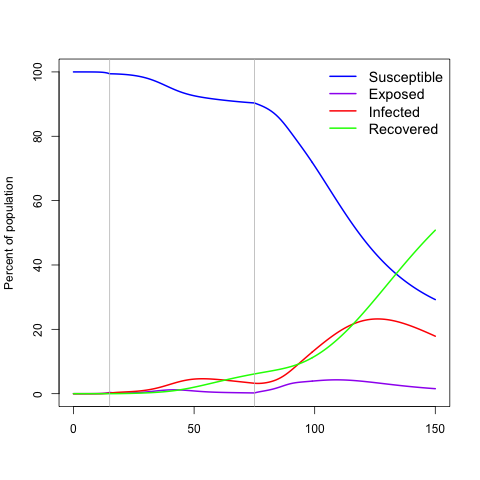 Susceptible
Exposed
Infected
Recovered
Percent of population
100
80
60
40
20
0
0 50 100 150